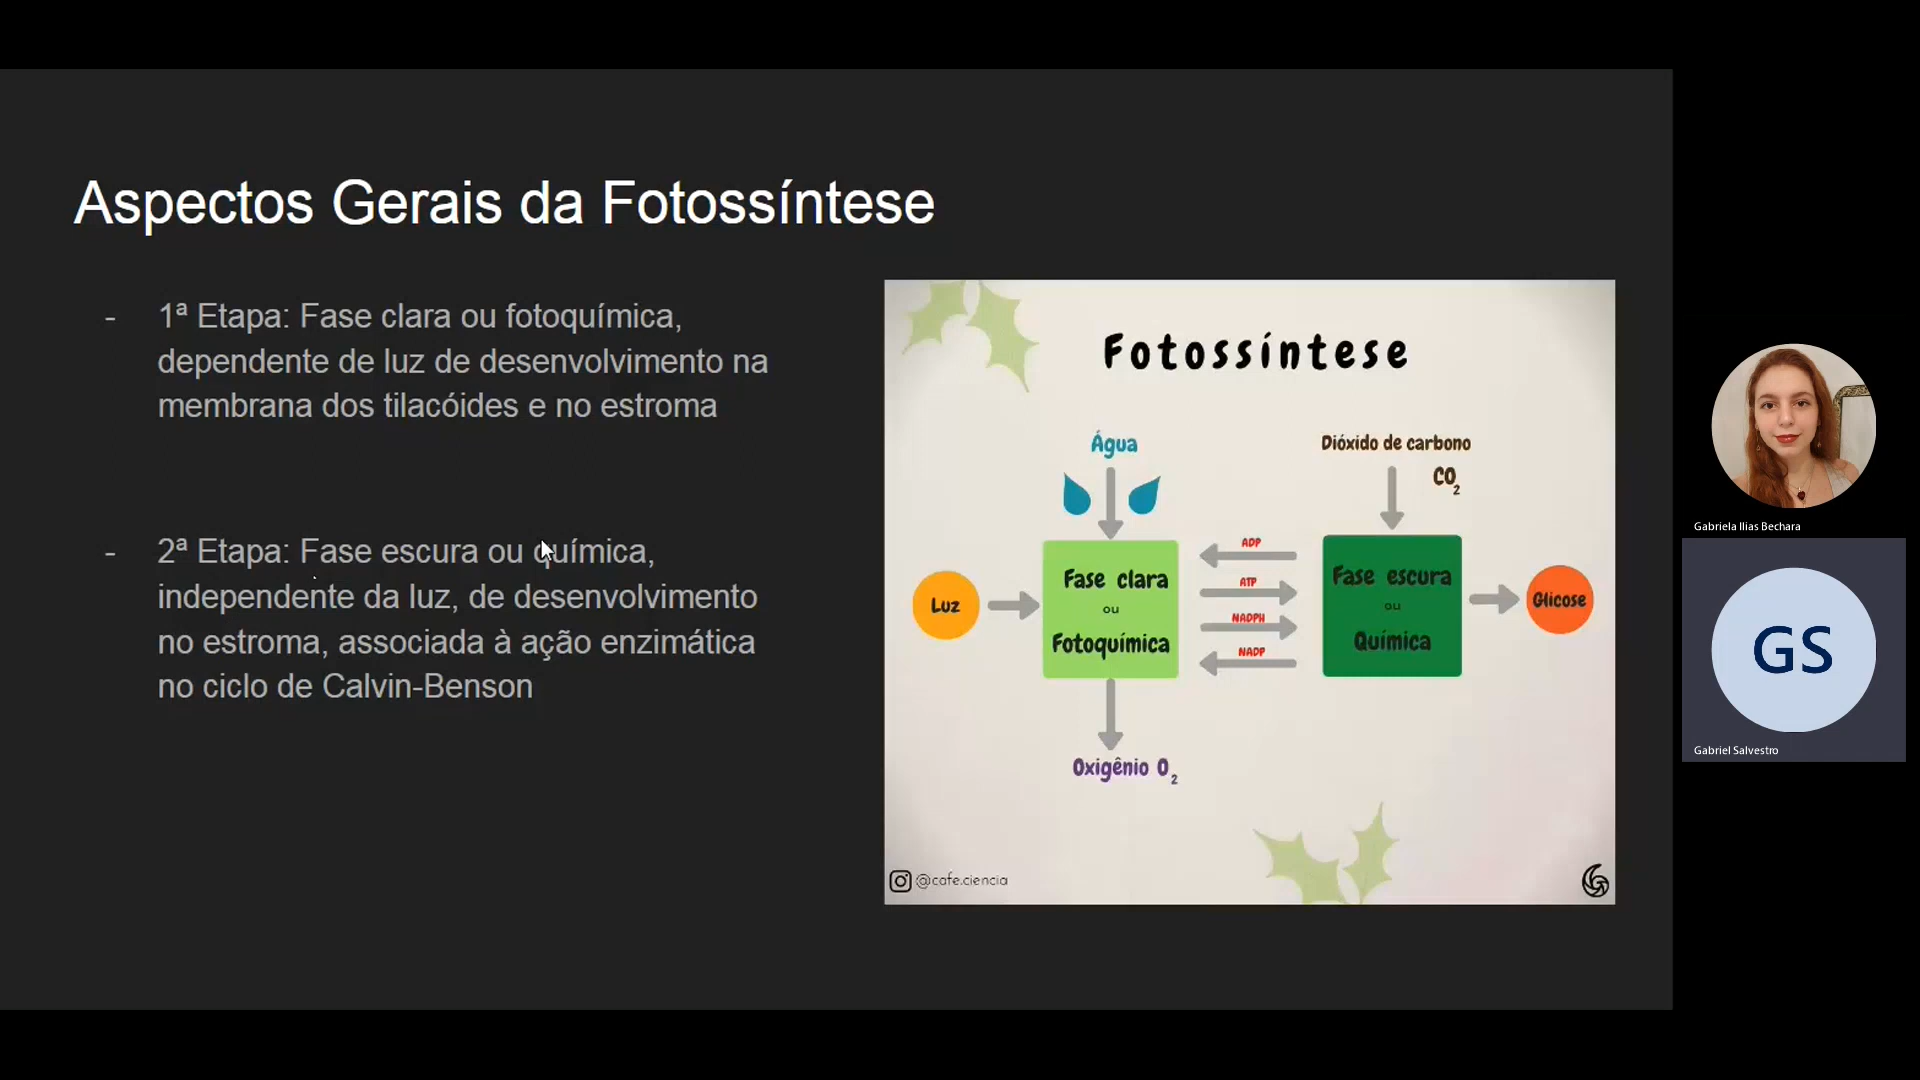 Aspectos Gerais da Fotossíntese
- 1ª Etapa: Fase clara ou fotoquímica,
dependente de luz de desenvolvimento na
membrana dos tilacóides e no estroma
- 2ª Etapa: Fase escura ou química,
independente da luz, de desenvolvimento
no estroma, associada à ação enzimática
no ciclo de Calvin-Benson
Fotossíntese
Água
Dióxido de carbono
CO2
Luz
Fase clara
ou
Fotoquímica
ADP
ATP
NADPH
NADP
Fase escura
ou
Química
Glicose
Oxigênio O2
@cafe.ciencia
Gabriela Ilias Bechara
GS
Gabriel Salvestro